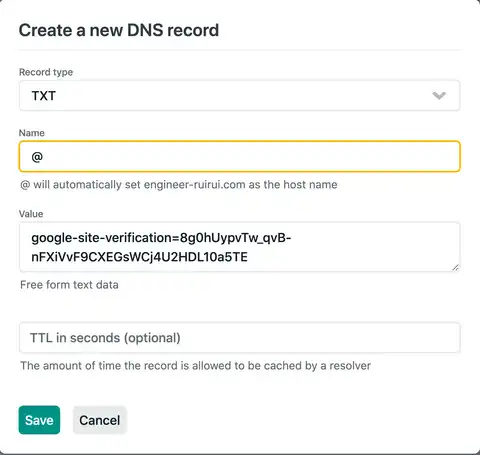 Create a new DNS record
Record type
TXT
Name
@
@ will automatically set engineer-ruirui.com as the host name
Value
google-site-verification=8g0hUypvTw_qvB-
nFXiVvF9CXEGsWCj4U2HDL10a5TE
Free form text data
TTL in seconds (optional)
The amount of time the record is allowed to be cached by a resolver
Save Cancel